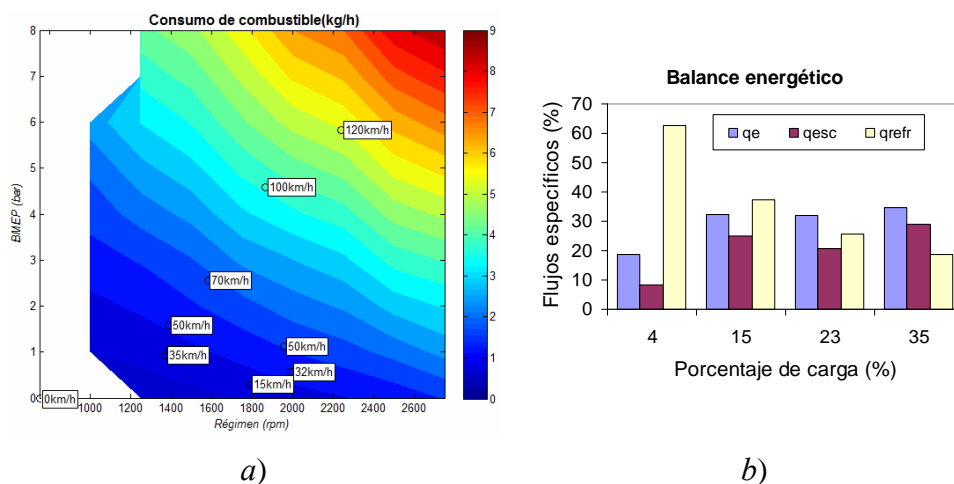 Consumo de combustible(kg/h)
8
7
6
5
4
3
2
1
0
BMEP (bar)
120km/h
100km/h
70km/h
50km/h
50km/h
35km/h
32km/h
15km/h
0km/h
1000 1200 1400 1600 1800 2000 2200 2400 2600
Régimen (rpm)
9
8
7
6
5
4
3
2
1
0
a)
Balance energético
Flujos específicos (%)
70
60
50
40
30
20
10
0
qe qesc qrefr
4 15 23 35
Porcentaje de carga (%)
b)